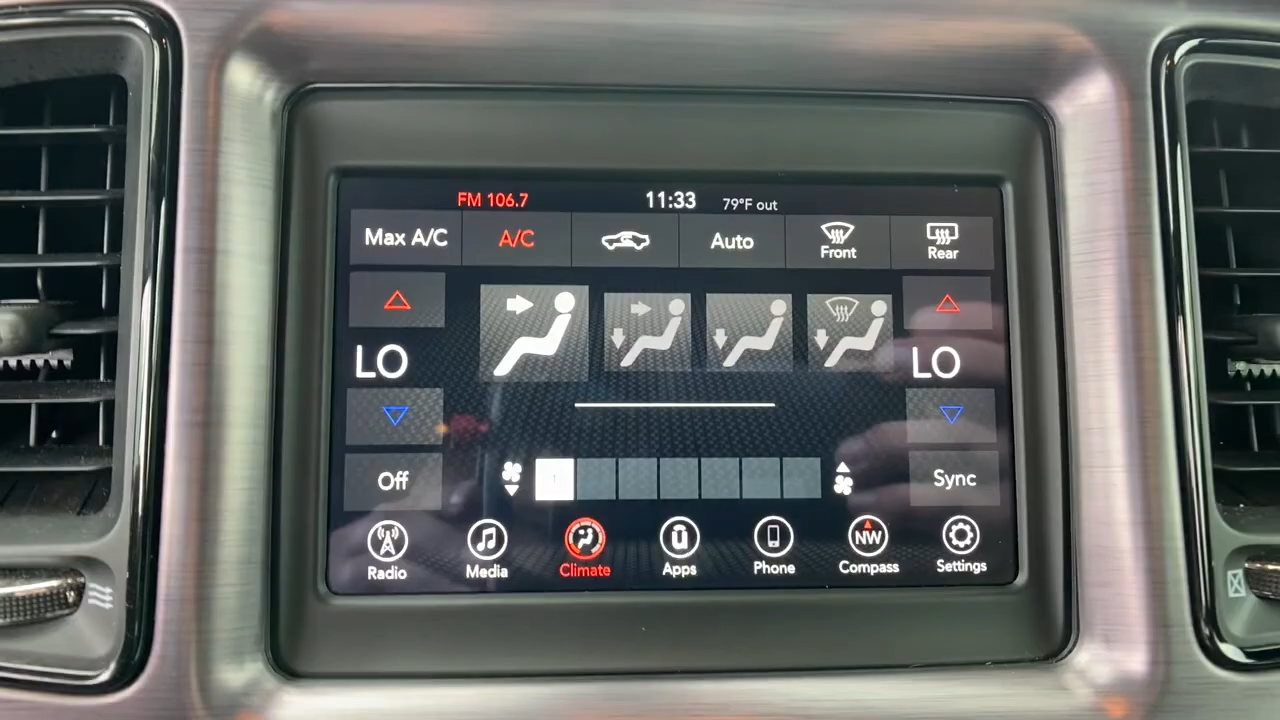 FM 106.7 11:33 79°F out
Max A/C A/C Auto Front Rear
LO LO
Off 1 Sync
Radio Media Climate Apps Phone NW Compass Settings